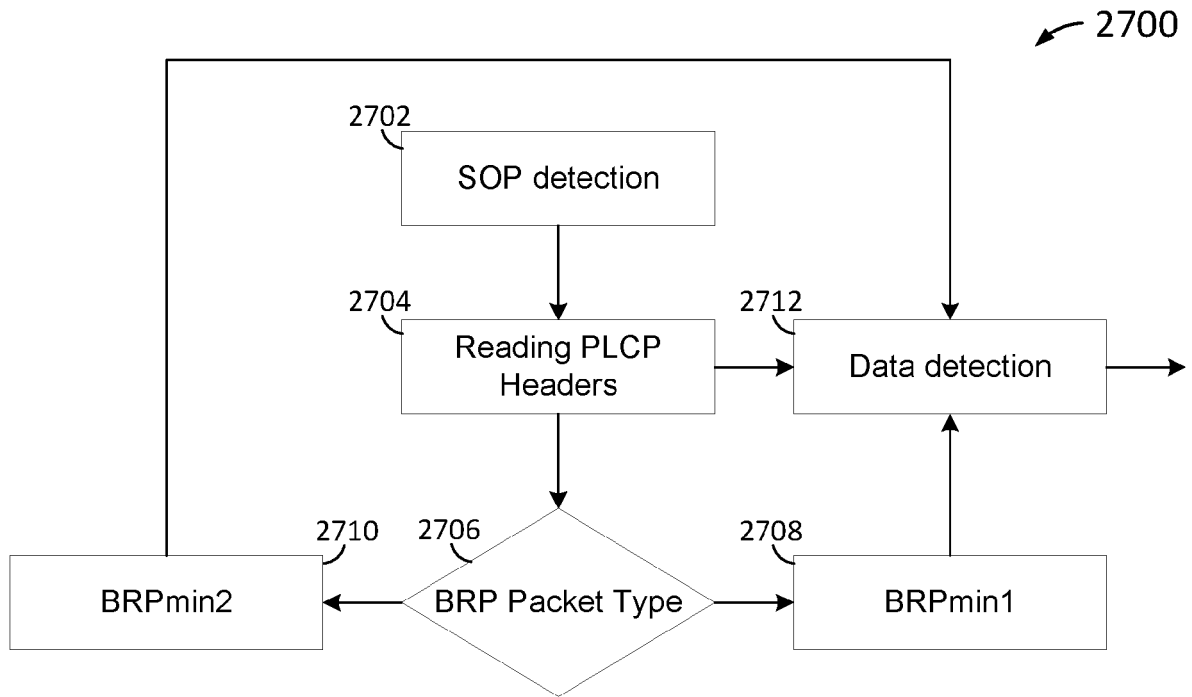 2700
2702
SOP detection
2704
Reading PLCP
Headers
2712
Data detection
2710
BRPmin2
2706
BRP Packet Type
2708
BRPmin1